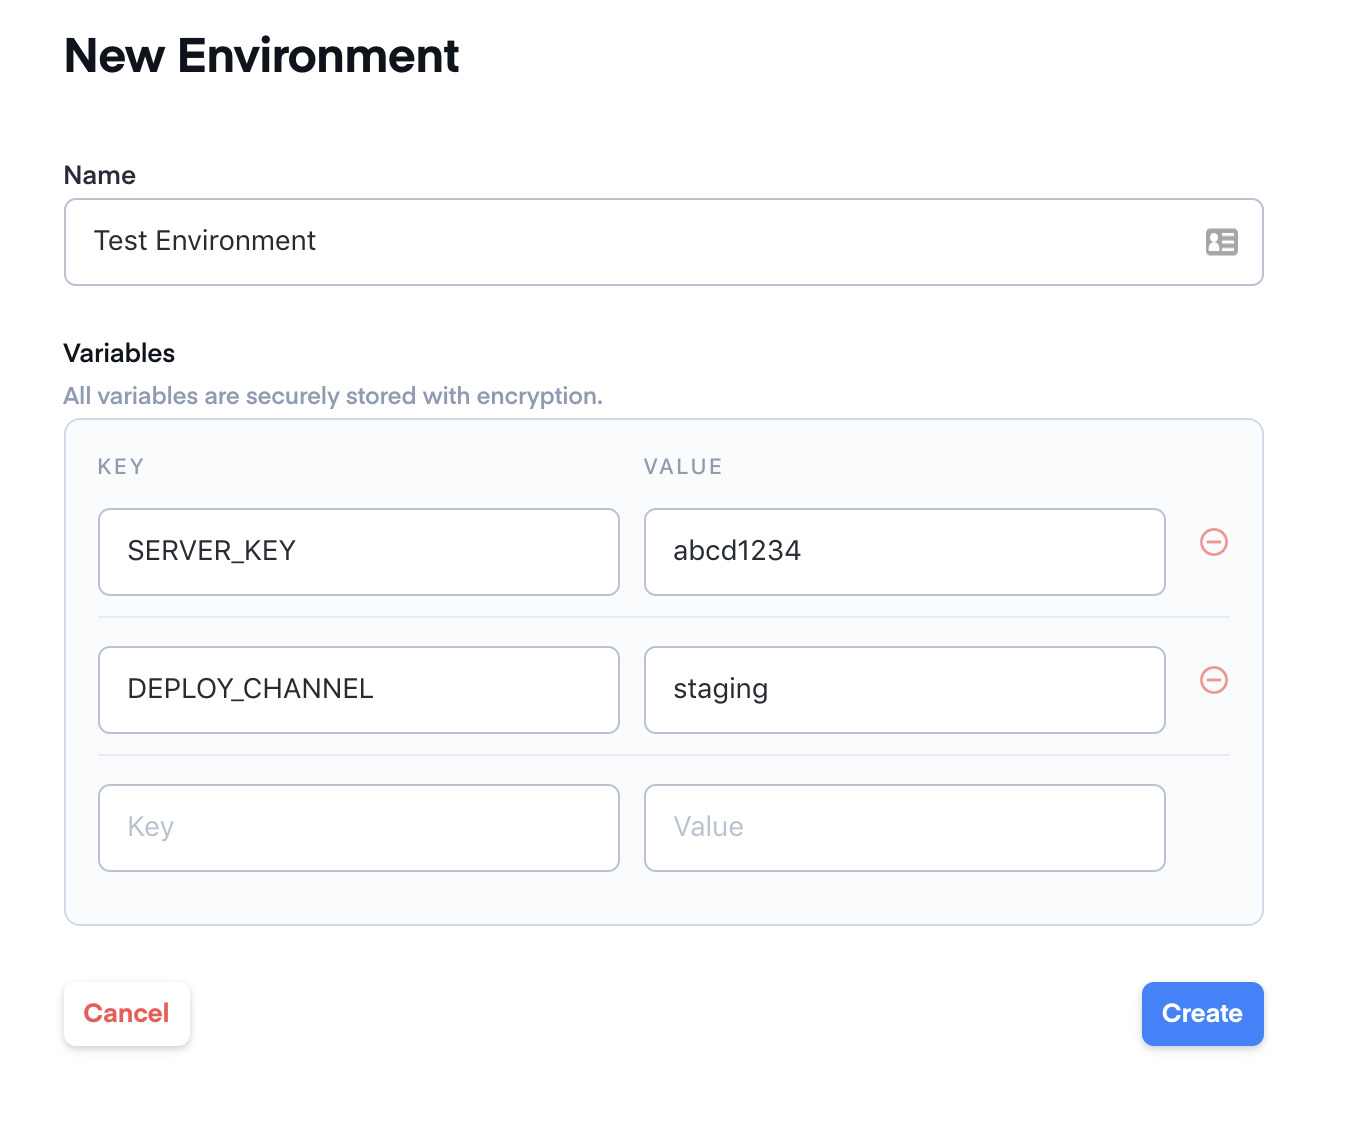 New Environment
Name
Test Environment
Variables
All variables are securely stored with encryption.
KEY VALUE
SERVER_KEY abcd1234
DEPLOY_CHANNEL staging
Key Value
Cancel Create